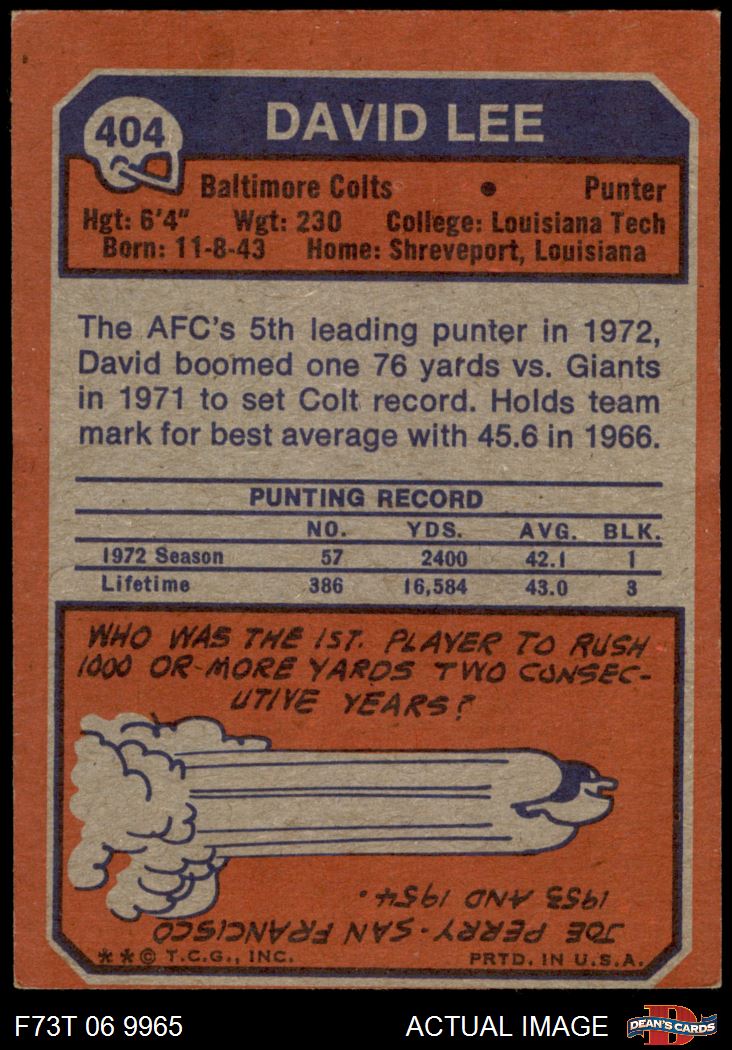 404
DAVID LEE
Baltimore Colts • Punter
Hgt: 6'4" Wgt: 230 College: Louisiana Tech
Born: 11-8-43 Home: Shreveport, Louisiana
The AFC's 5th leading punter in 1972,
David boomed one 76 yards vs. Giants
in 1971 to set Colt record. Holds team
mark for best average with 45.6 in 1966.
PUNTING RECORD
NO. YDS. AVG. BLK.
1972 Season 57 2400 42.1 1
Lifetime 386 16,584 43.0 3
WHO WAS THE 1ST. PLAYER TO RUSH
1000 OR MORE YARDS TWO CONSEC-
UTIVE YEARS?
JOE PERRY-SAN FRANCISCO
1953 AND 1954.
** © T.C.G., INC. PRTD. IN U.S.A.
F73T 06 9965 ACTUAL IMAGE
D
DEAN'S CARDS